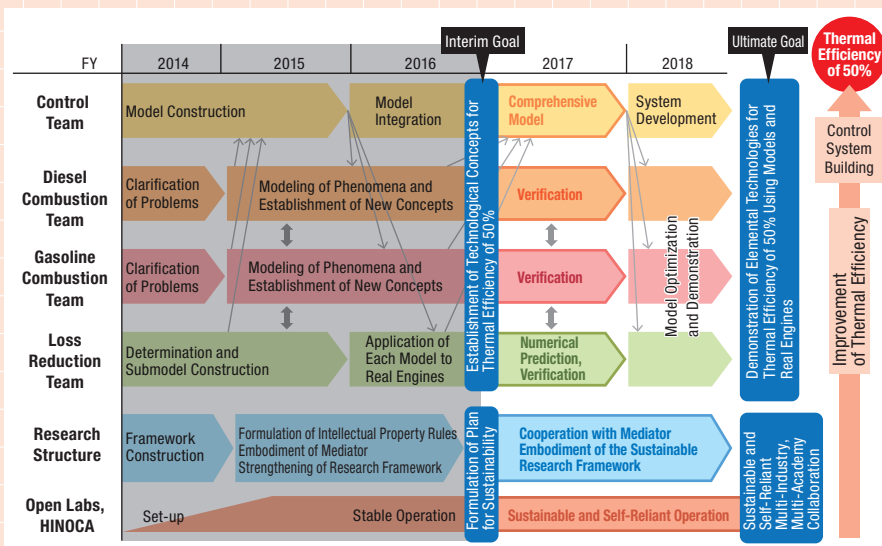 Interim Goal
Ultimate Goal
Thermal
Efficiency
of 50%
FY
2014
2015
2016
2017
2018
Control
Team
Model Construction
Model
Integration
Comprehensive
Model
System
Development
Control
System
Building
Diesel
Combustion
Team
Clarification
of Problems
Modeling of Phenomena and
Establishment of New Concepts
Verification
Gasoline
Combustion
Team
Clarification
of Problems
Modeling of Phenomena and
Establishment of New Concepts
Verification
Loss
Reduction
Team
Determination and
Submodel Construction
Application of
Each Model to
Real Engines
Numerical
Prediction,
Verification
Model Optimization
and Demonstration
Establishment of Technological Concepts for
Thermal Efficiency of 50%
Demonstration of Elemental Technologies for
Thermal Efficiency of 50% Using Models and
Real Engines
Improvement
of Thermal Efficiency
Research
Structure
Framework
Construction
Formulation of Intellectual Property Rules
Embodiment of Mediator
Strengthening of Research Framework
Formulation of Plan
for Sustainability
Cooperation with Mediator
Embodiment of the Sustainable
Research Framework
Sustainable and
Self-Reliant
Multi-Industry,
Multi-Academy
Collaboration
Open Labs,
HINOCA
Set-up
Stable Operation
Sustainable and Self-Reliant Operation